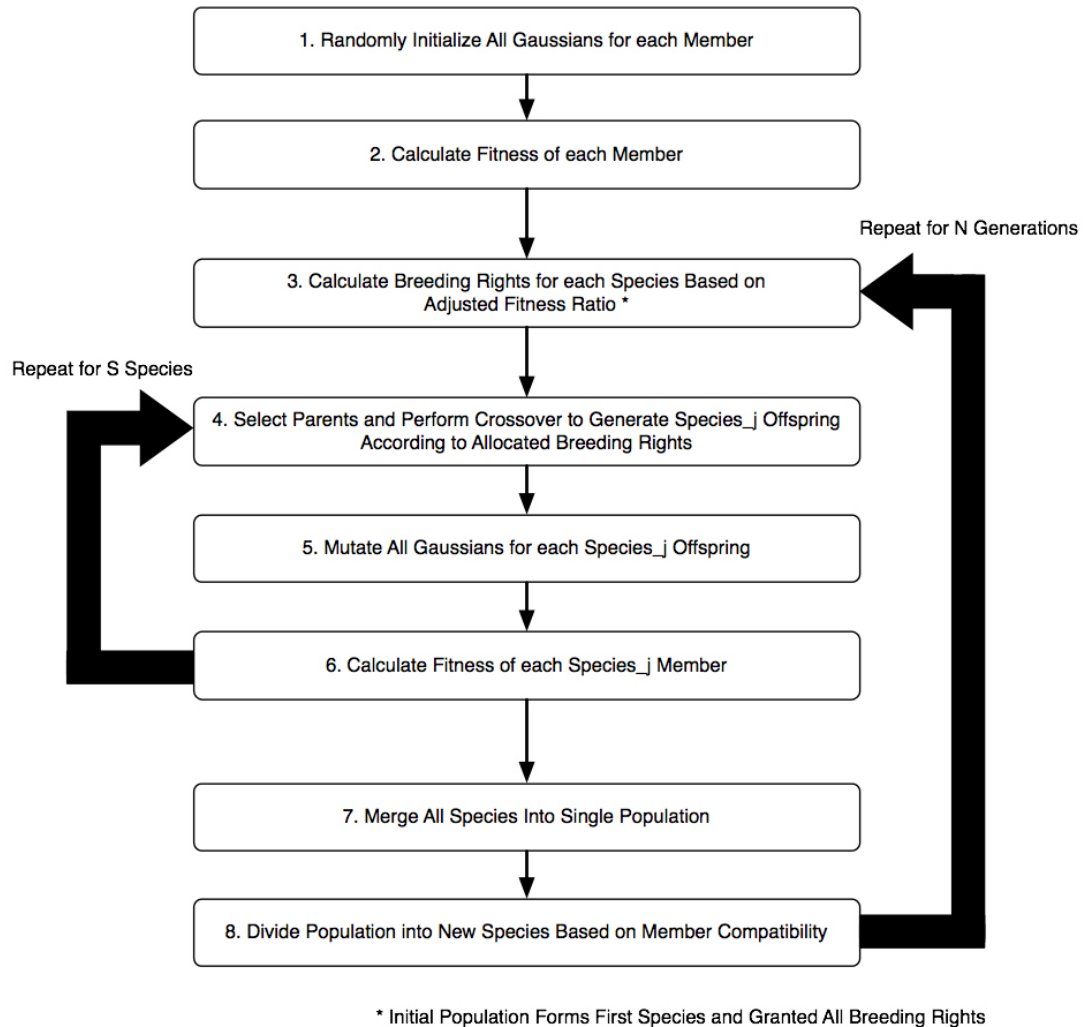 1. Randomly Initialize All Gaussians for each Member
2. Calculate Fitness of each Member
Repeat for N Generations
3. Calculate Breeding Rights for each Species Based on
Adjusted Fitness Ratio *
Repeat for S Species
4. Select Parents and Perform Crossover to Generate Species_j Offspring
According to Allocated Breeding Rights
5. Mutate All Gaussians for each Species_j Offspring
6. Calculate Fitness of each Species_j Member
7. Merge All Species Into Single Population
8. Divide Population into New Species Based on Member Compatibility
* Initial Population Forms First Species and Granted All Breeding Rights